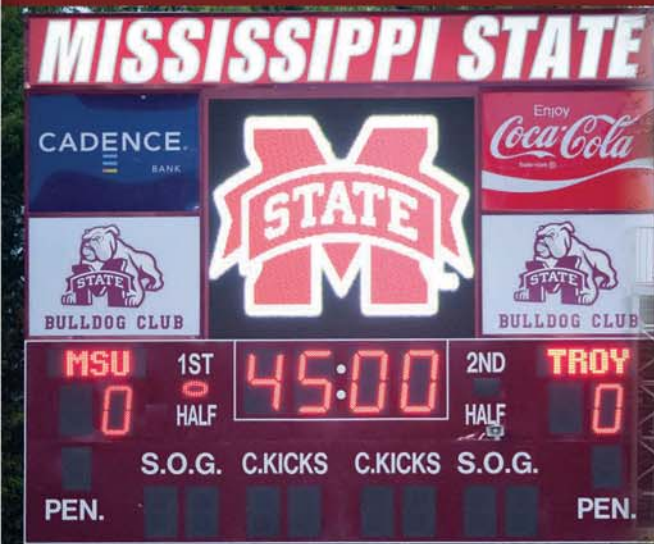 MISSISSIPPI STATE
CADENCE
BANK
STATE
Enjoy
Coca-Cola
STATE
BULLDOG CLUB
STATE
BULLDOG CLUB
MSU 1ST 45:00 2ND TROY
0 HALF HALF 0
S.O.G. C.KICKS C.KICKS S.O.G.
PEN. PEN.